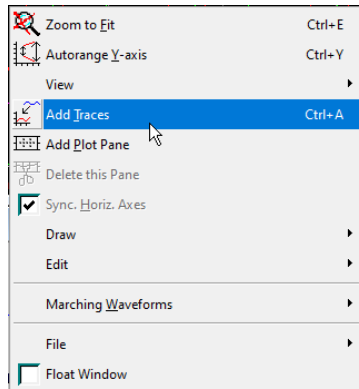 Zoom to Fit Ctrl+E
Autorange Y-axis Ctrl+Y
View
Add Traces Ctrl+A
Add Plot Pane
Delete this Pane
Sync. Horiz. Axes
Draw
Edit
Marching Waveforms
File
Float Window